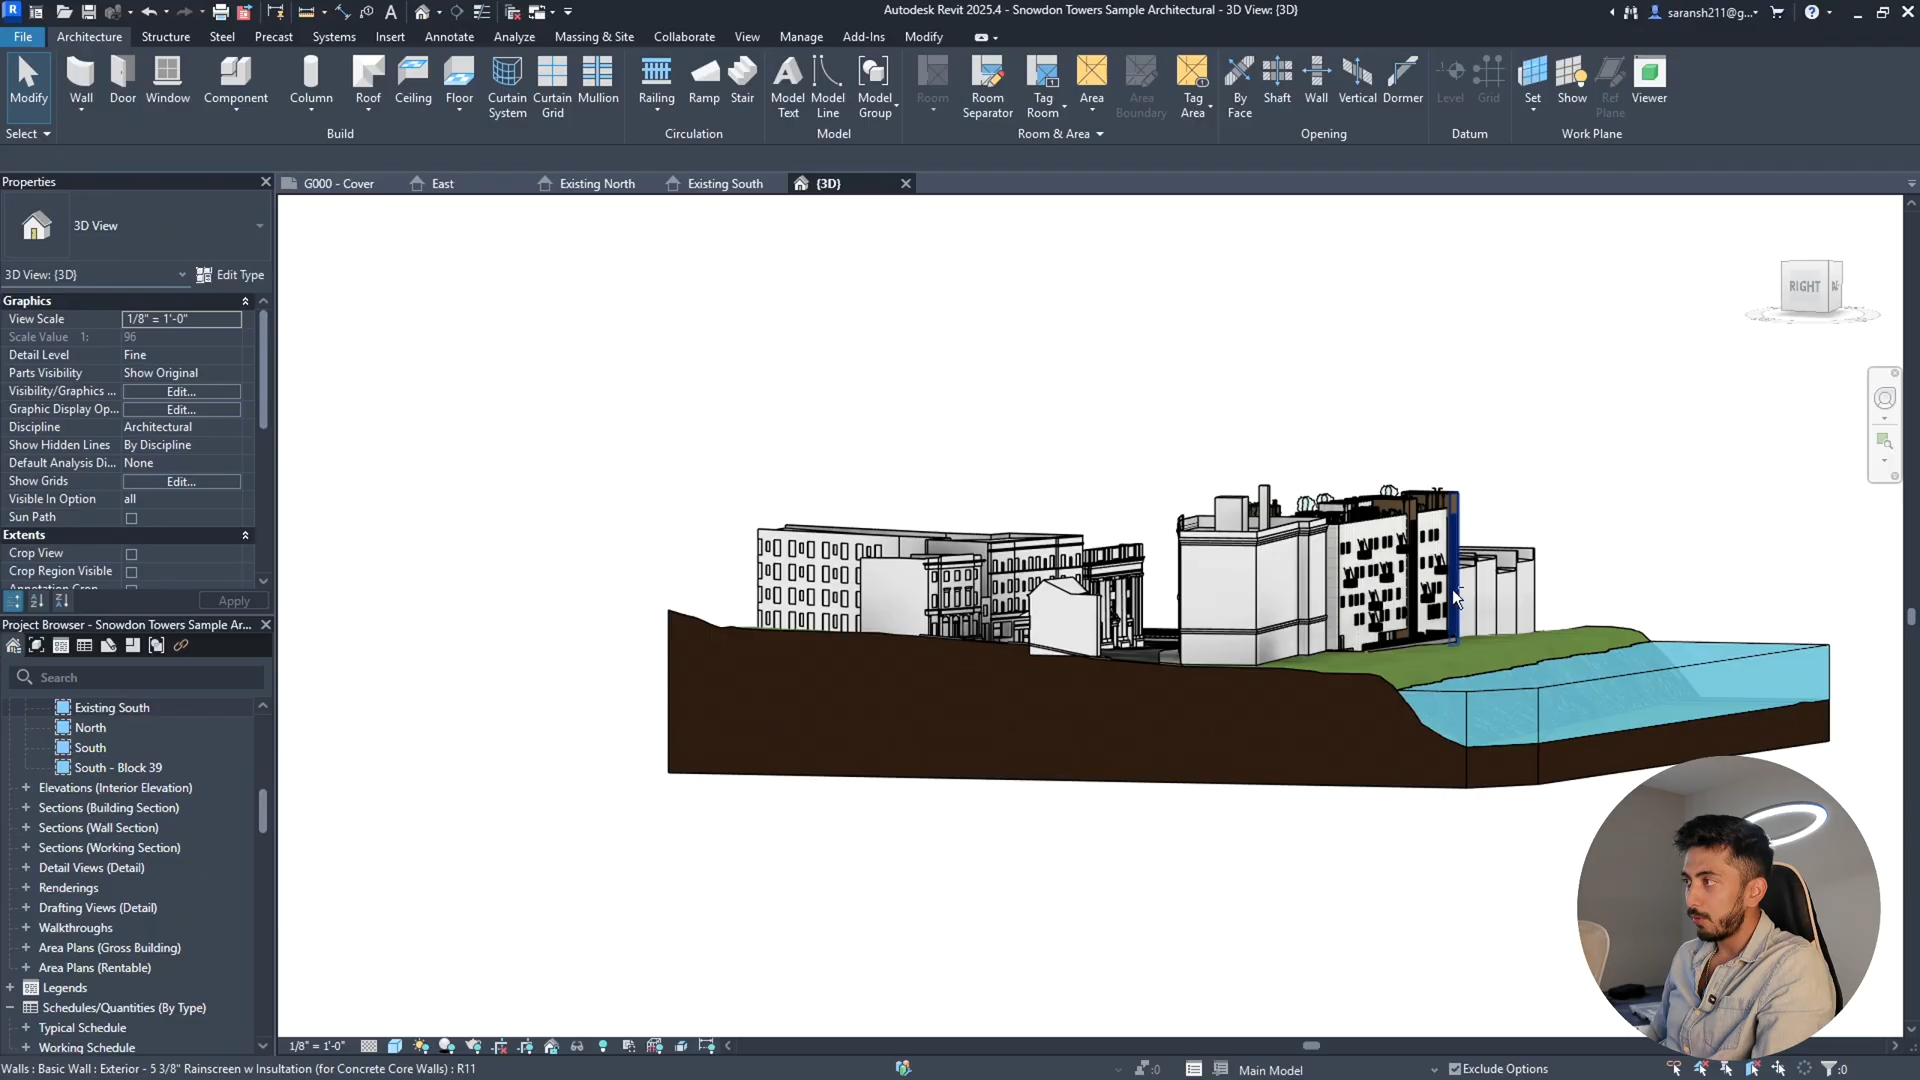 Autodesk Revit 2025.4 - Snowdon Towers Sample Architectural - 3D View: {3D}
saransh211@g...
File Architecture Structure Steel Precast Systems Insert Annotate Analyze Massing & Site Collaborate View Manage Add-Ins Modify
Modify Wall Door Window Component Column Roof Ceiling Floor Curtain System Curtain Grid Mullion Railing Ramp Stair Model Text Model Line Model Group Room Room Separator Tag Room Area Area Boundary Tag Area By Face Shaft Wall Vertical Dormer Level Grid Set Show Ref Plane Viewer
Select Build Circulation Model Room & Area Opening Datum Work Plane
Properties
G000 - Cover East Existing North Existing South {3D}
3D View
3D View: {3D} Edit Type
Graphics
View Scale 1/8" = 1'-0"
Scale Value 1: 96
Detail Level Fine
Parts Visibility Show Original
Visibility/Graphics ... Edit...
Graphic Display Op... Edit...
Discipline Architectural
Show Hidden Lines By Discipline
Default Analysis Di... None
Show Grids Edit...
Visible In Option all
Sun Path
Extents
Crop View
Crop Region Visible
Apply
RIGHT
Project Browser - Snowdon Towers Sample Ar...
Search
Existing South
North
South
South - Block 39
Elevations (Interior Elevation)
Sections (Building Section)
Sections (Wall Section)
Sections (Working Section)
Detail Views (Detail)
Renderings
Drafting Views (Detail)
Walkthroughs
Area Plans (Gross Building)
Area Plans (Rentable)
Legends
Schedules/Quantities (By Type)
Typical Schedule
Working Schedule
1/8" = 1'-0"
Walls : Basic Wall : Exterior - 5 3/8" Rainscreen w Insultation (for Concrete Core Walls) : R11
:0 Main Model Exclude Options :0